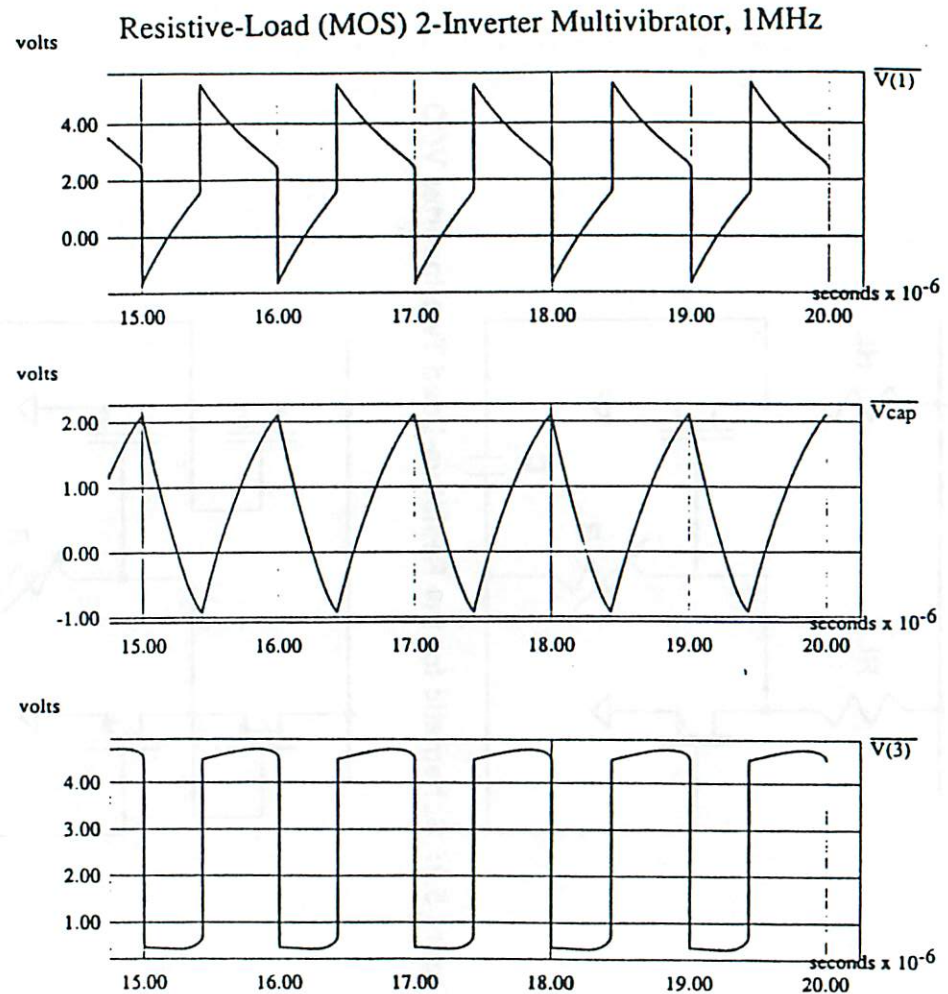 Resistive-Load (MOS) 2-Inverter Multivibrator, 1MHz
volts
V(1)
4.00
2.00
0.00
seconds x 10-6
15.00 16.00 17.00 18.00 19.00 20.00
volts
Vcap
2.00
1.00
0.00
-1.00
seconds x 10-6
15.00 16.00 17.00 18.00 19.00 20.00
volts
V(3)
4.00
3.00
2.00
1.00
seconds x 10-6
15.00 16.00 17.00 18.00 19.00 20.00